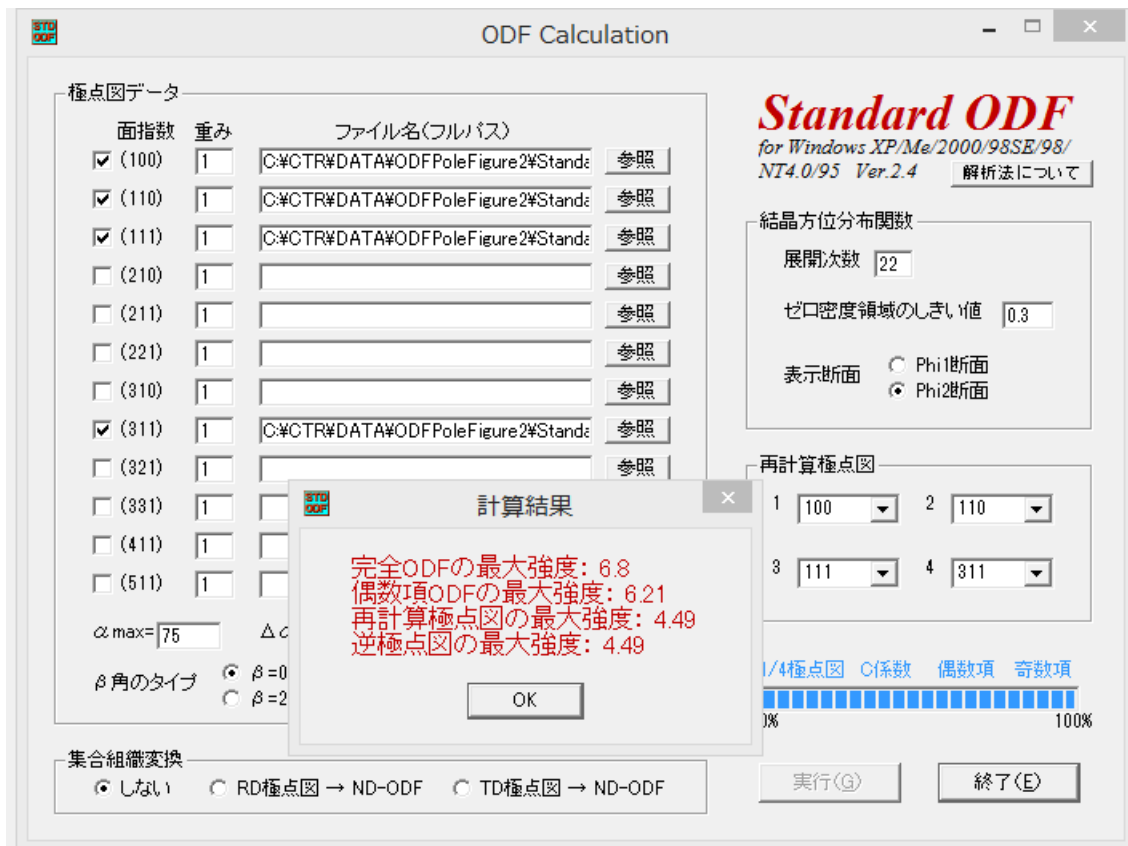 STD ODF
ODF Calculation
極点図データ
面指数 重み ファイル名(フルパス)
(100) 1 C:¥CTR¥DATA¥ODFPoleFigure2¥Standa 参照
(110) 1 C:¥CTR¥DATA¥ODFPoleFigure2¥Standa 参照
(111) 1 C:¥CTR¥DATA¥ODFPoleFigure2¥Standa 参照
(210) 1 参照
(211) 1 参照
(221) 1 参照
(310) 1 参照
(311) 1 C:¥CTR¥DATA¥ODFPoleFigure2¥Standa 参照
(321) 1 参照
(331) 1
(411) 1
(511) 1
αmax= 75 Δ
β角のタイプ β=0
β=2
集合組織変換
しない RD極点図 → ND-ODF TD極点図 → ND-ODF
Standard ODF
for Windows XP/Me/2000/98SE/98/
NT4.0/95 Ver.2.4 解析法について
結晶方位分布関数
展開次数 22
ゼロ密度領域のしきい値 0.3
表示断面 Phi1断面
Phi2断面
再計算極点図
1 100 2 110
3 111 4 311
1/4極点図 C係数 偶数項 奇数項
0% 100%
実行(G) 終了(E)
STD ODF
計算結果
完全ODFの最大強度: 6.8
偶数項ODFの最大強度: 6.21
再計算極点図の最大強度: 4.49
逆極点図の最大強度: 4.49
OK